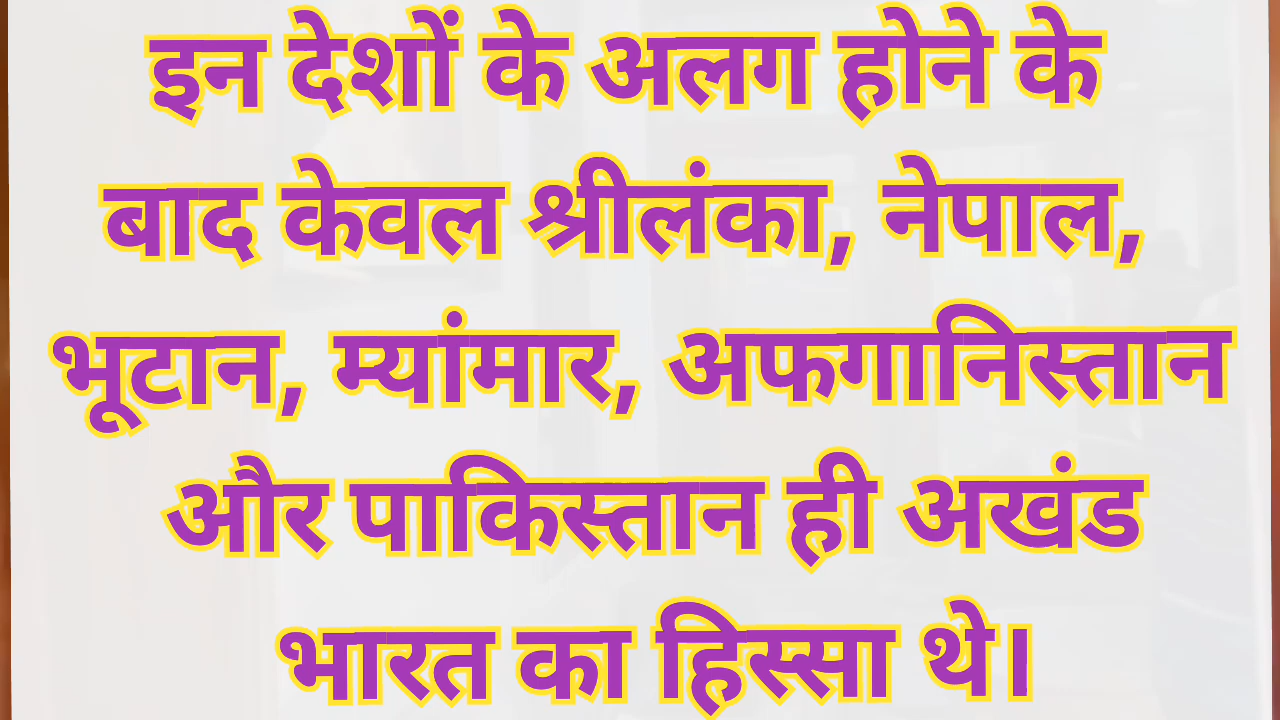 इन देशों के अलग होने के
बाद केवल श्रीलंका, नेपाल,
भूटान, म्यांमार, अफगानिस्तान
और पाकिस्तान ही अखंड
भारत का हिस्सा थे।